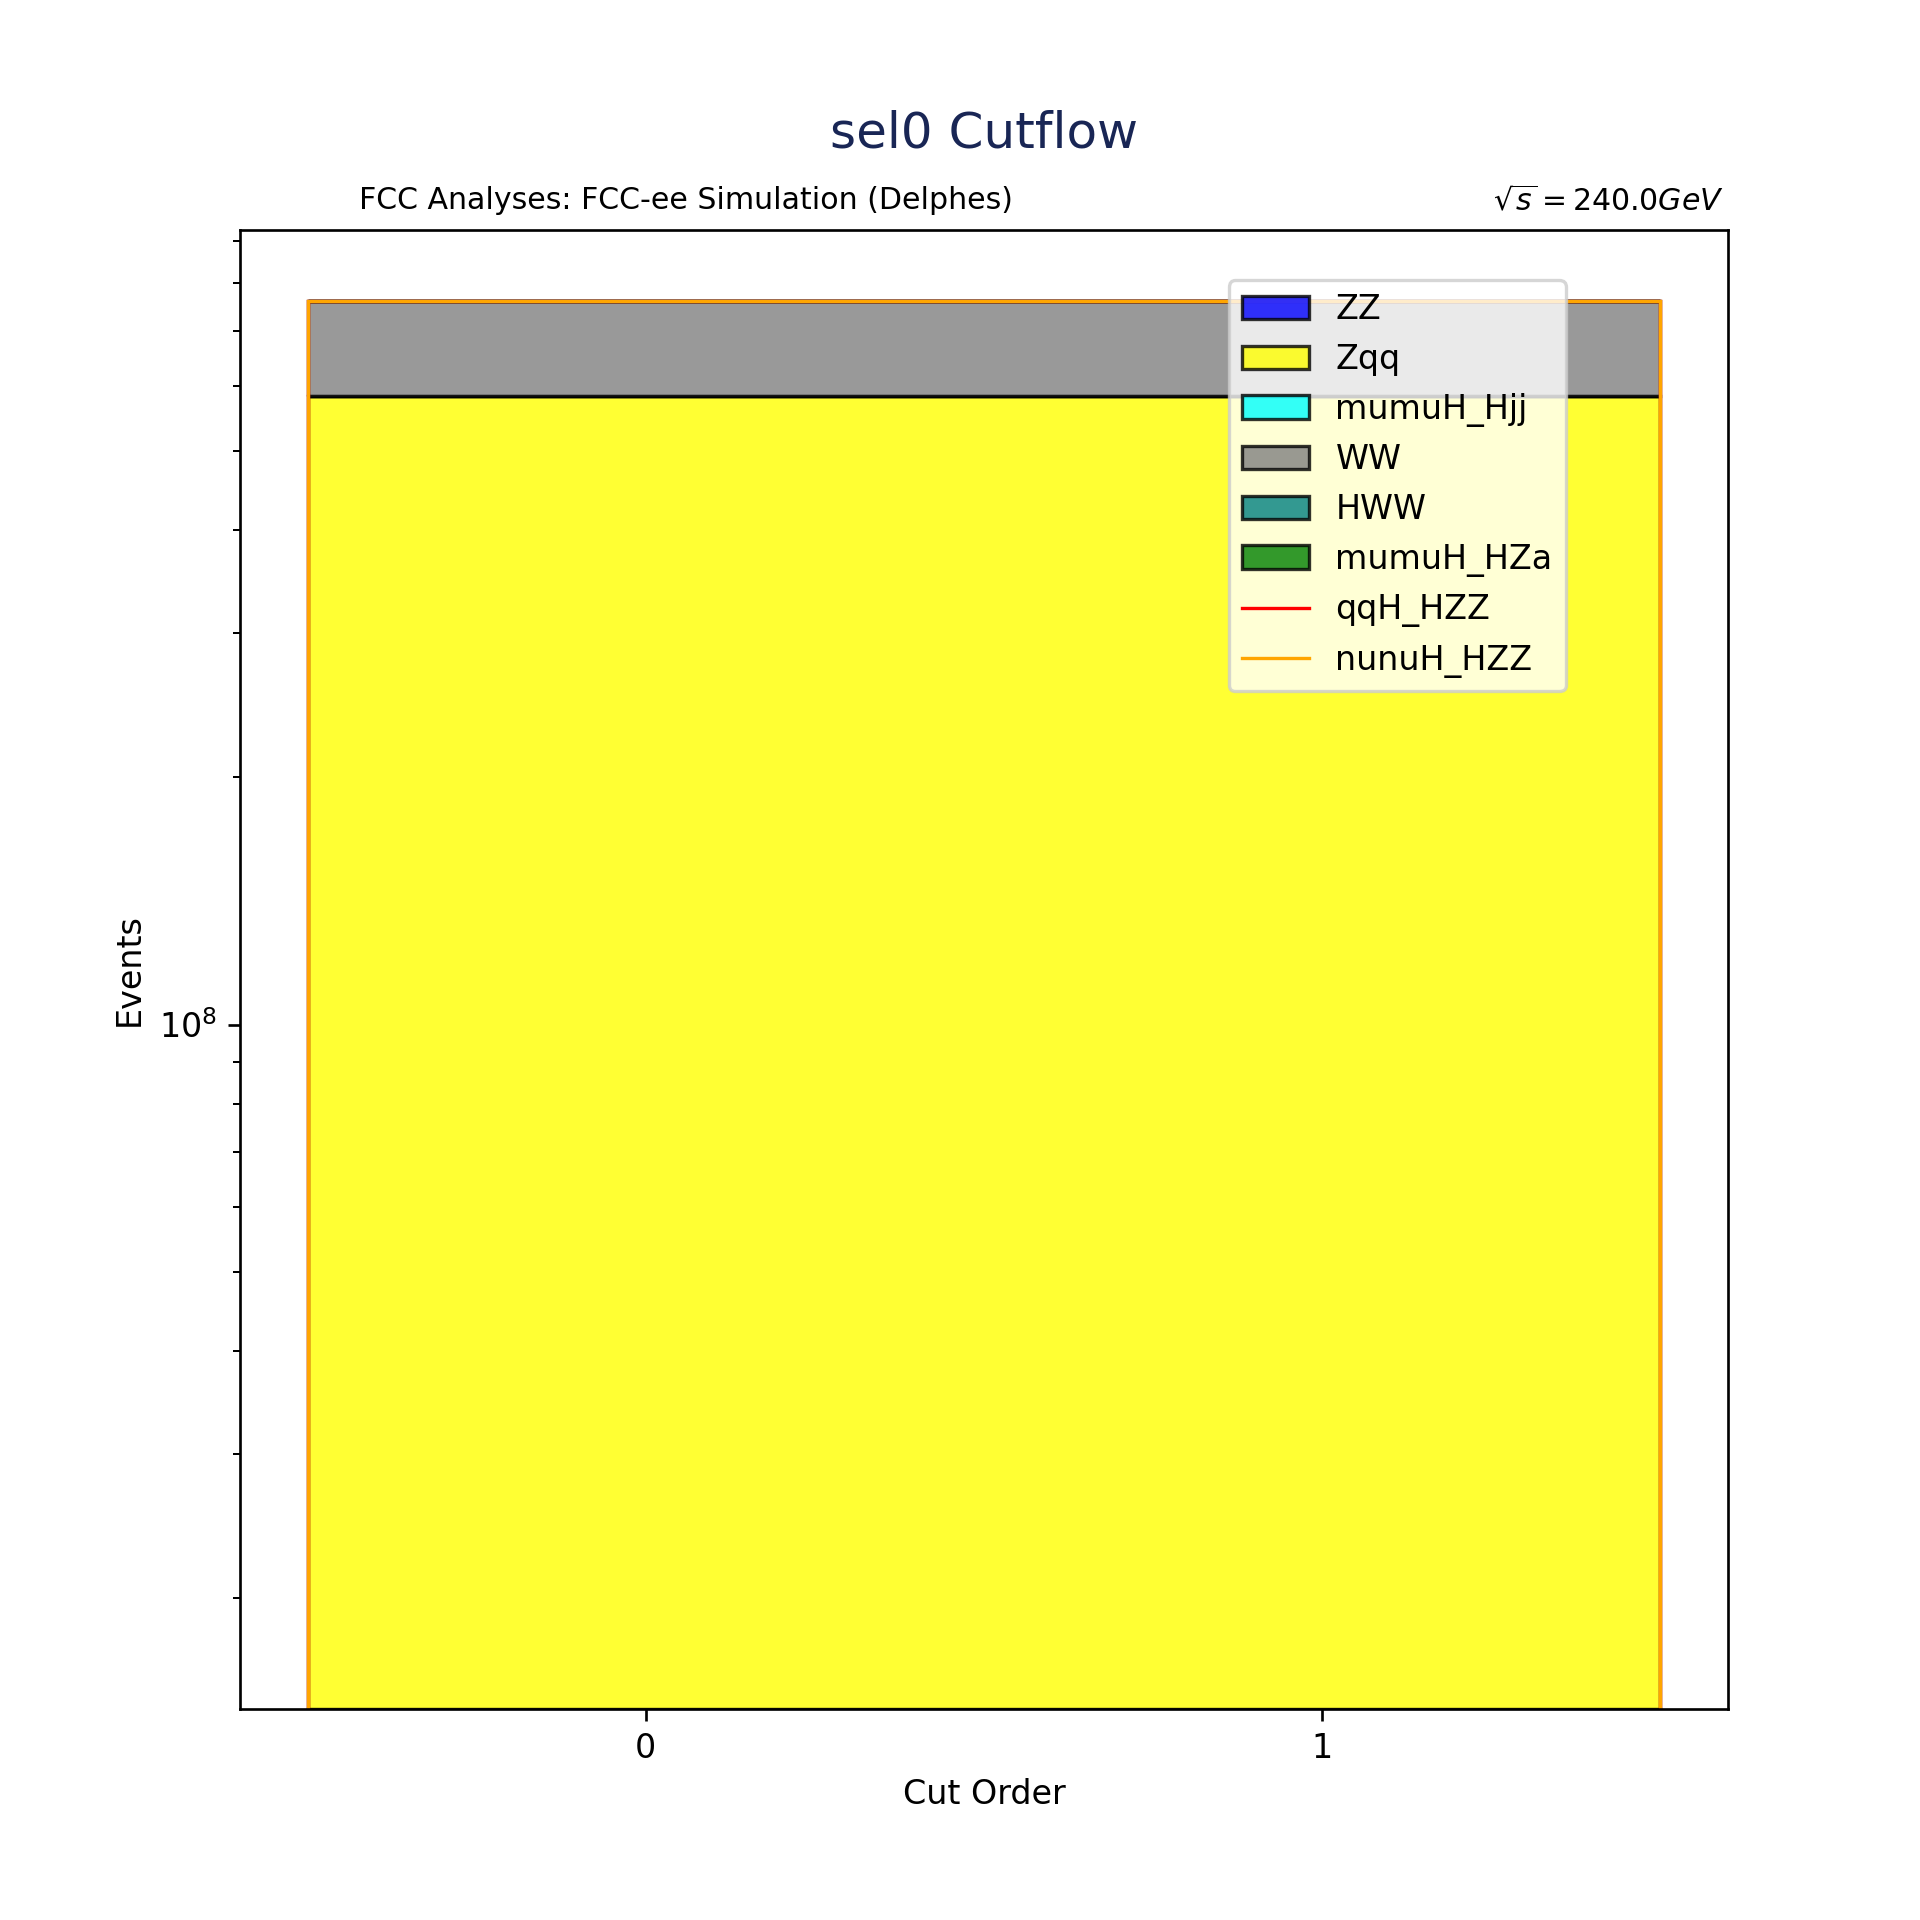 sel0 Cutflow
FCC Analyses: FCC-ee Simulation (Delphes)
√s = 240.0GeV
ZZ
Zqq
mumuH_Hjj
WW
HWW
mumuH_HZa
qqH_HZZ
nunuH_HZZ
Events
10⁸
0
1
Cut Order